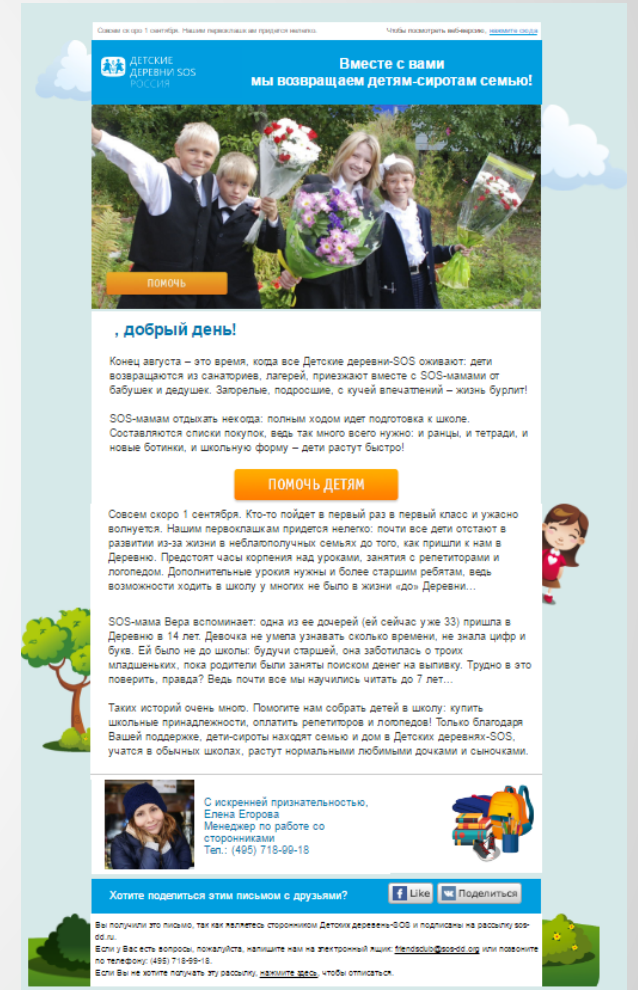 Совсем скоро 1 сентября. Нашим первоклашкам придется нелегко.
Чтобы посмотреть веб-версию, нажмите сюда
ДЕТСКИЕ
ДЕРЕВНИ SOS
РОССИЯ
Вместе с вами
мы возвращаем детям-сиротам семью!
ПОМОЧЬ
, добрый день!
Конец августа – это время, когда все Детские деревни-SOS оживают: дети
возвращаются из санаториев, лагерей, приезжают вместе с SOS-мамами от
бабушек и дедушек. Загорелые, подросшие, с кучей впечатлений – жизнь бурлит!
SOS-мамам отдыхать некогда: полным ходом идет подготовка к школе.
Составляются списки покупок, ведь так много всего нужно: и ранцы, и тетради, и
новые ботинки, и школьную форму – дети растут быстро!
ПОМОЧЬ ДЕТЯМ
Совсем скоро 1 сентября. Кто-то пойдет в первый раз в первый класс и ужасно
волнуется. Нашим первоклашкам придется нелегко: почти все дети отстают в
развитии из-за жизни в неблагополучных семьях до того, как пришли к нам в
Деревню. Предстоят часы корпения над уроками, занятия с репетиторами и
логопедом. Дополнительные урокия нужны и более старшим ребятам, ведь
возможности ходить в школу у многих не было в жизни «до» Деревни...
SOS-мама Вера вспоминает: одна из ее дочерей (ей сейчас уже 33) пришла в
Деревню в 14 лет. Девочка не умела узнавать сколько времени, не знала цифр и
букв. Ей было не до школы: будучи старшей, она заботилась о троих
младшеньких, пока родители были заняты поиском денег на выпивку. Трудно в это
поверить, правда? Ведь почти все мы научились читать до 7 лет...
Таких историй очень много. Помогите нам собрать детей в школу: купить
школьные принадлежности, оплатить репетиторов и логопедов! Только благодаря
Вашей поддержке, дети-сироты находят семью и дом в Детских деревнях-SOS,
учатся в обычных школах, растут нормальными любимыми дочками и сыночками.
С искренней признательностью,
Елена Егорова
Менеджер по работе со
сторонниками
Тел.: (495) 718-99-18
Хотите поделиться этим письмом с друзьями?
Like
Поделиться
Вы получили это письмо, так как являетесь сторонником Детских деревень-SOS и подписаны на рассылку sos-
dd.ru.
Если у Вас есть вопросы, пожалуйста, напишите нам на электронный ящик: friendsclub@sos-dd.org или позвоните
по телефону: (495) 718-99-18.
Если Вы не хотите получать эту рассылку, нажмите здесь, чтобы отписаться.